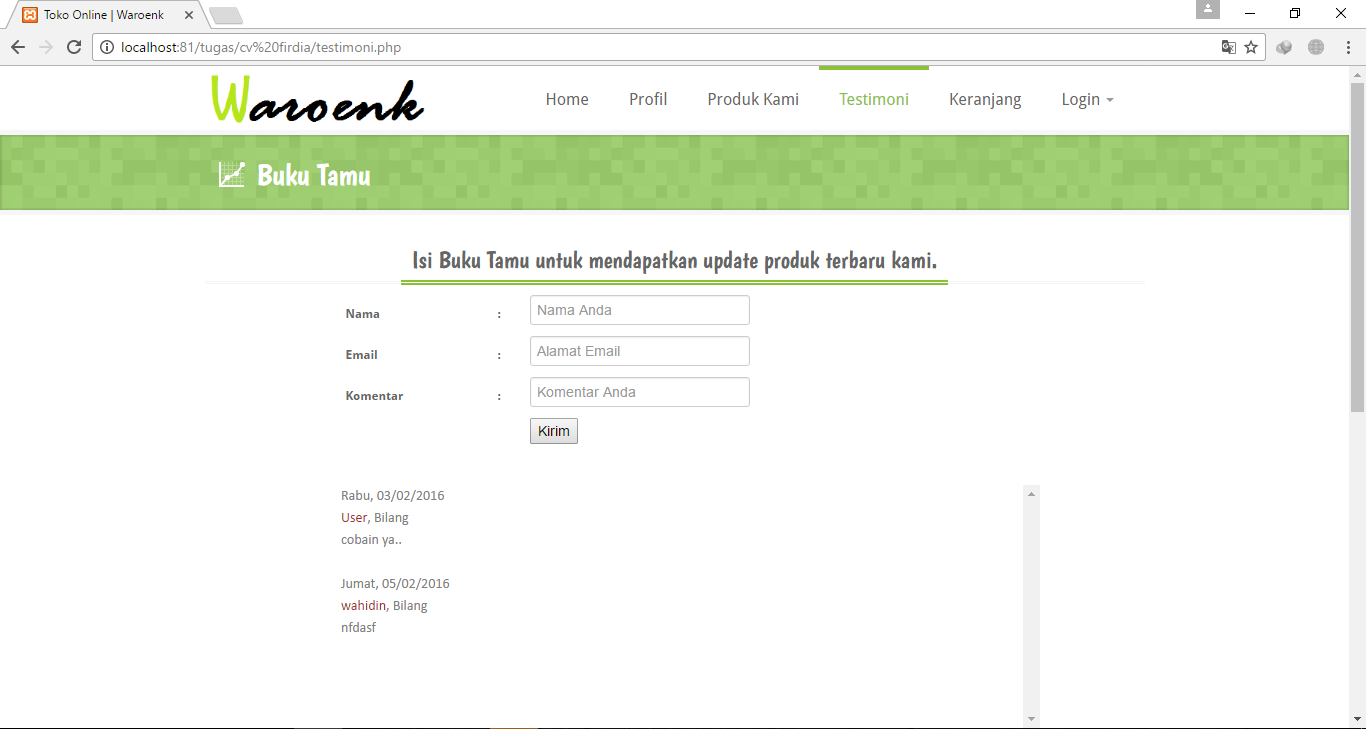 Toko Online | Waroenk
localhost:81/tugas/cv%20firdia/testimoni.php
Waroenk
Home Profil Produk Kami Testimoni Keranjang Login
Buku Tamu
Isi Buku Tamu untuk mendapatkan update produk terbaru kami.
Nama : Nama Anda
Email : Alamat Email
Komentar : Komentar Anda
Kirim
Rabu, 03/02/2016
User, Bilang
cobain ya..
Jumat, 05/02/2016
wahidin, Bilang
nfdasf